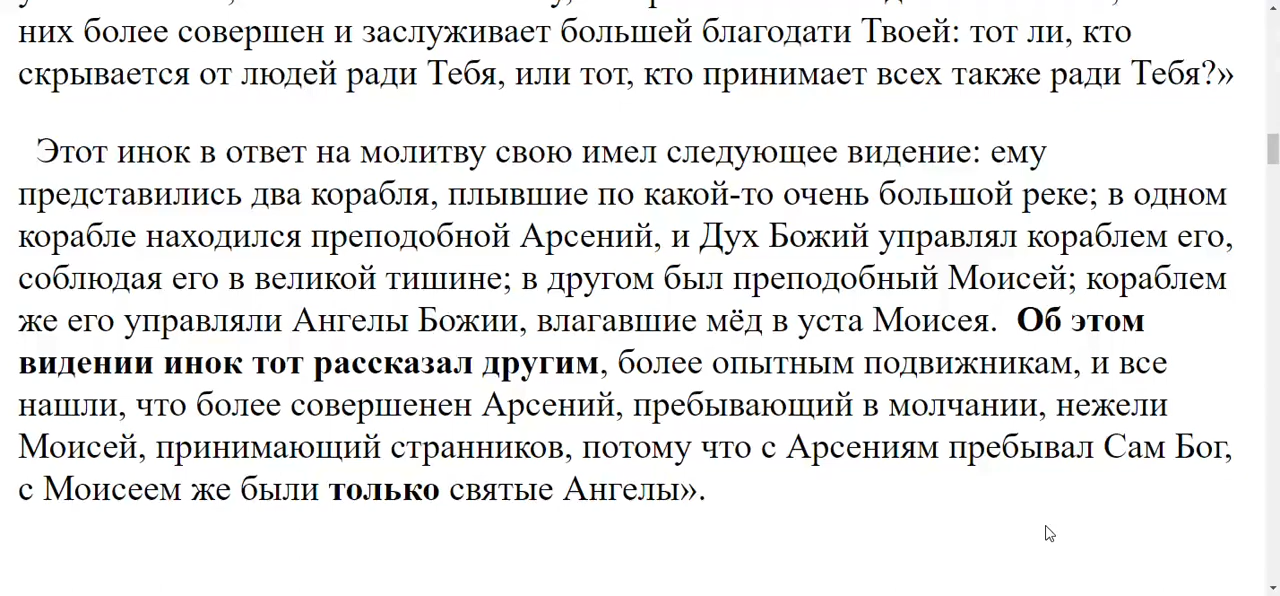 них более совершен и заслуживает большей благодати Твоей: тот ли, кто
скрывается от людей ради Тебя, или тот, кто принимает всех также ради Тебя?»
Этот инок в ответ на молитву свою имел следующее видение: ему
представились два корабля, плывшие по какой-то очень большой реке; в одном
корабле находился преподобной Арсений, и Дух Божий управлял кораблем его,
соблюдая его в великой тишине; в другом был преподобный Моисей; кораблем
же его управляли Ангелы Божии, влагавшие мёд в уста Моисея. Об этом
видении инок тот рассказал другим, более опытным подвижникам, и все
нашли, что более совершенен Арсений, пребывающий в молчании, нежели
Моисей, принимающий странников, потому что с Арсениям пребывал Сам Бог,
с Моисеем же были только святые Ангелы».